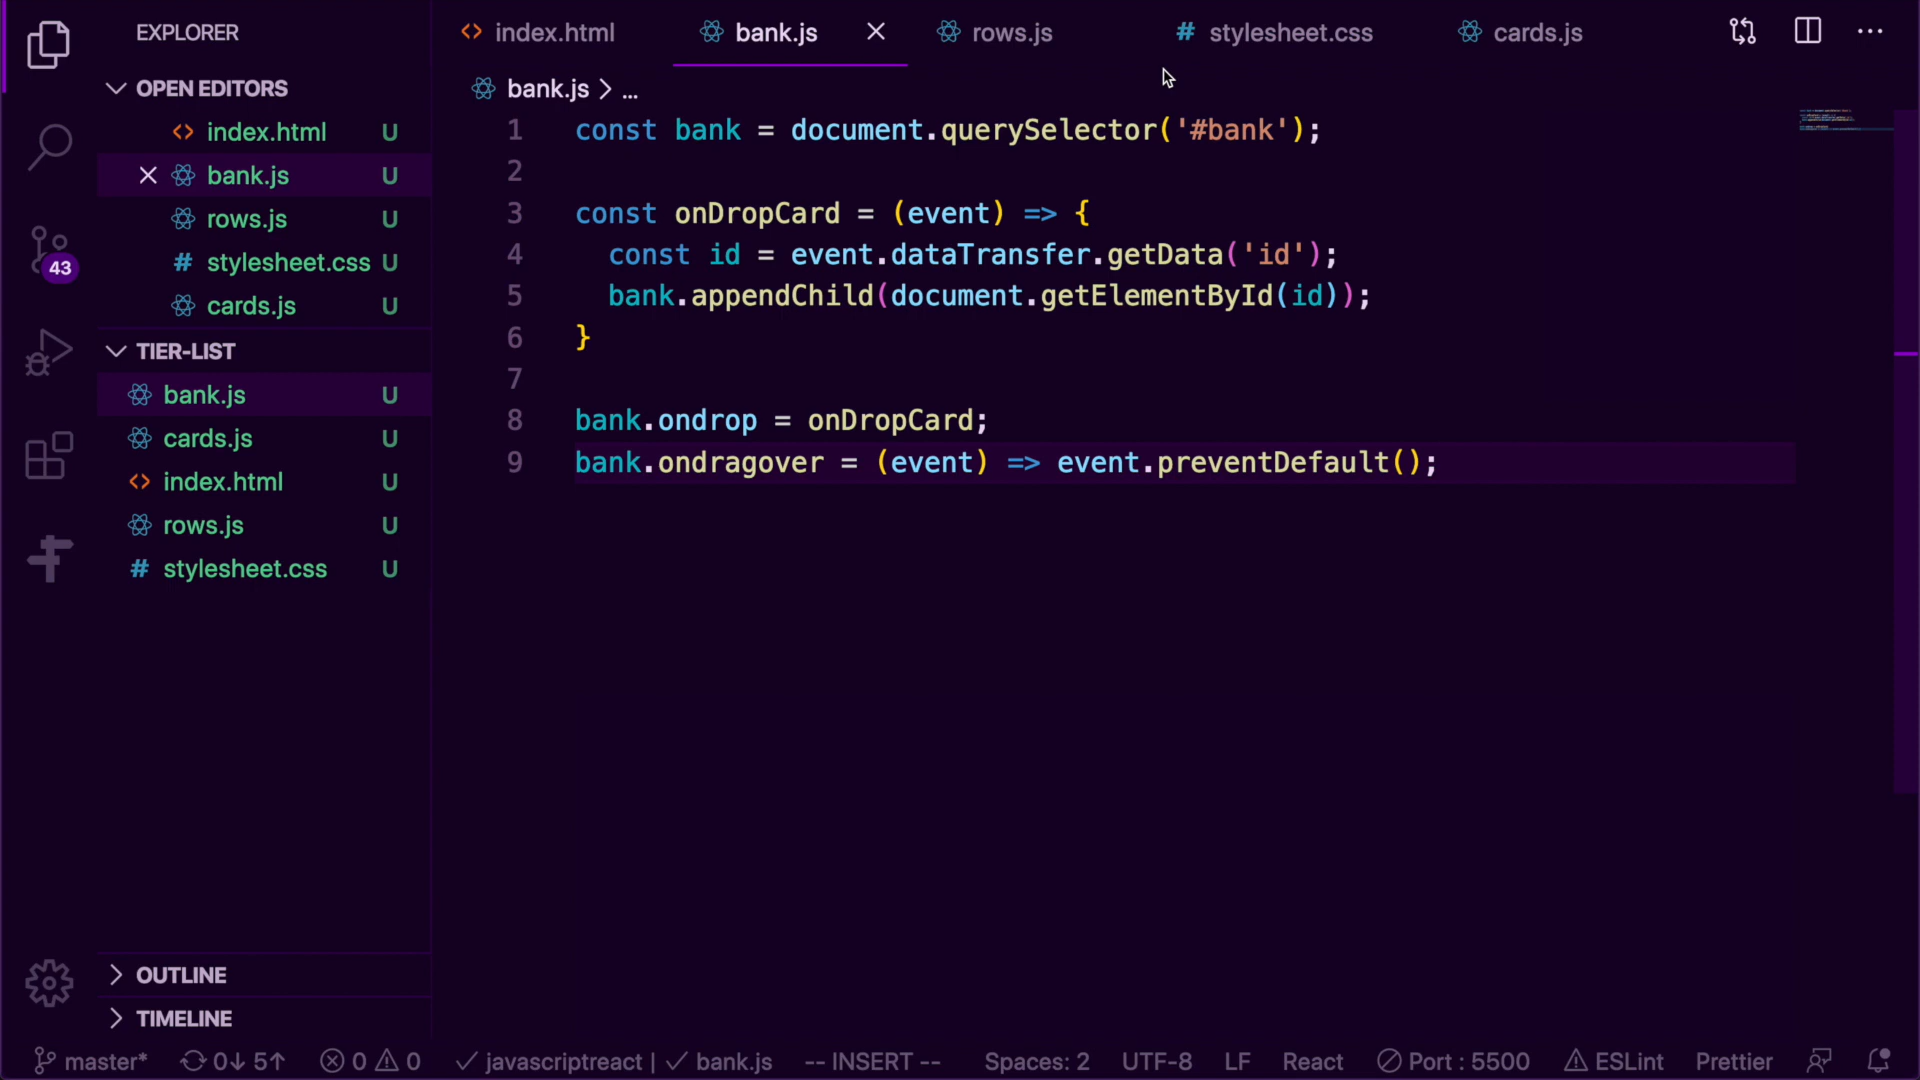 EXPLORER
OPEN EDITORS
index.html U
bank.js U
rows.js U
stylesheet.css U
cards.js U
TIER-LIST
bank.js U
cards.js U
index.html U
rows.js U
stylesheet.css U
OUTLINE
TIMELINE
43
index.html bank.js rows.js stylesheet.css cards.js
bank.js > ...
1 const bank = document.querySelector('#bank');
2
3 const onDropCard = (event) => {
4 const id = event.dataTransfer.getData('id');
5 bank.appendChild(document.getElementById(id));
6 }
7
8 bank.ondrop = onDropCard;
9 bank.ondragover = (event) => event.preventDefault();
master* 0↓ 5↑ 0 0 javascriptreact | bank.js -- INSERT -- Spaces: 2 UTF-8 LF React Port : 5500 ESLint Prettier